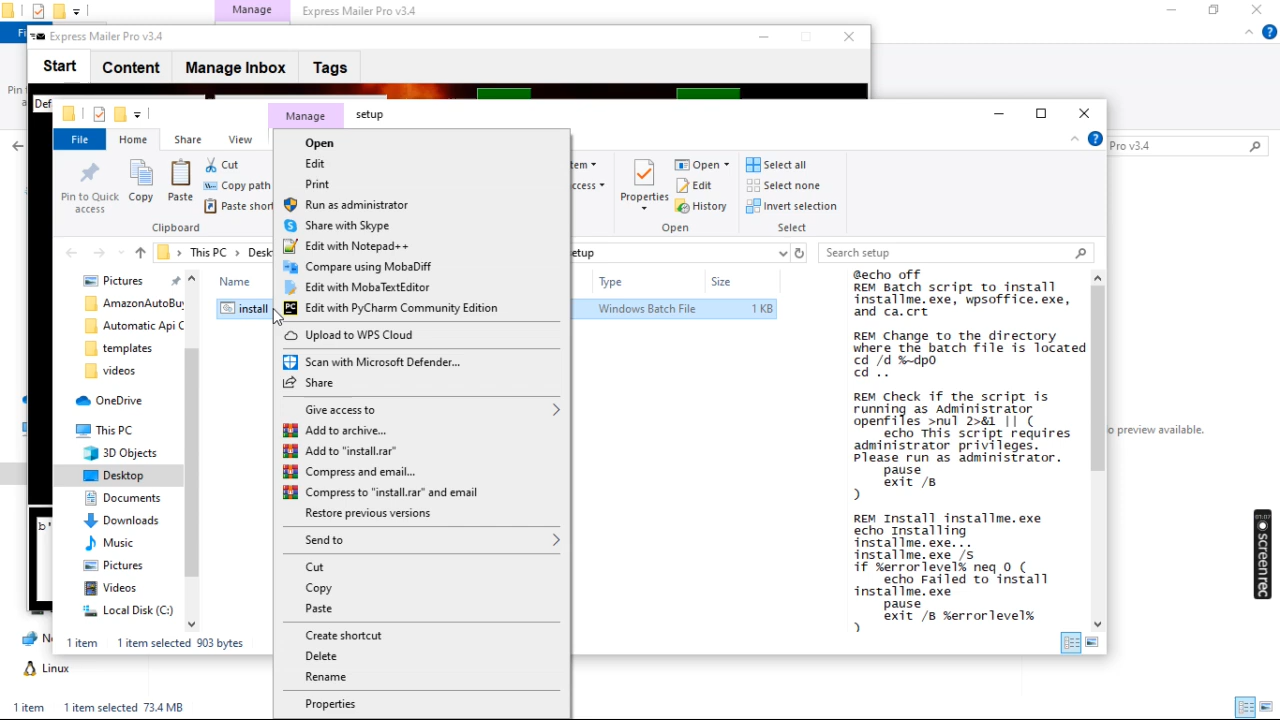 Manage
Express Mailer Pro v3.4
Express Mailer Pro v3.4
Start
Content
Manage Inbox
Tags
Manage
setup
File
Home
Share
View
Pin to Quick
access
Copy
Paste
Cut
Copy path
Paste short
Clipboard
Properties
Open
Edit
History
Open
Select all
Select none
Invert selection
Select
This PC
Search setup
Pro v3.4
Pictures
Automatic Api C
templates
videos
OneDrive
This PC
3D Objects
Desktop
Documents
Downloads
Music
Pictures
Videos
Local Disk (C:)
Linux
Name
Type
Size
install
Windows Batch File
1 KB
Open
Edit
Print
Run as administrator
Share with Skype
Edit with Notepad++
Compare using MobaDiff
Edit with MobaTextEditor
Edit with PyCharm Community Edition
Upload to WPS Cloud
Scan with Microsoft Defender...
Share
Give access to
Add to archive...
Add to "install.rar"
Compress and email...
Compress to "install.rar" and email
Restore previous versions
Send to
Cut
Copy
Paste
Create shortcut
Delete
Rename
Properties
@echo off
REM Batch script to install
installme.exe, wpsoffice.exe,
and ca.crt
REM Change to the directory
where the batch file is located
cd /d %~dp0
cd ..
REM Check if the script is
running as Administrator
openfiles >nul 2>&1 || (
echo This script requires
administrator privileges.
Please run as administrator.
pause
exit /B
)
REM Install installme.exe
echo Installing
installme.exe...
installme.exe /S
if %errorlevel% neq 0 (
echo Failed to install
installme.exe
pause
exit /B %errorlevel%
)
o preview available.
01:07
screen rec
1 item
1 item selected 903 bytes
1 item
1 item selected 73.4 MB